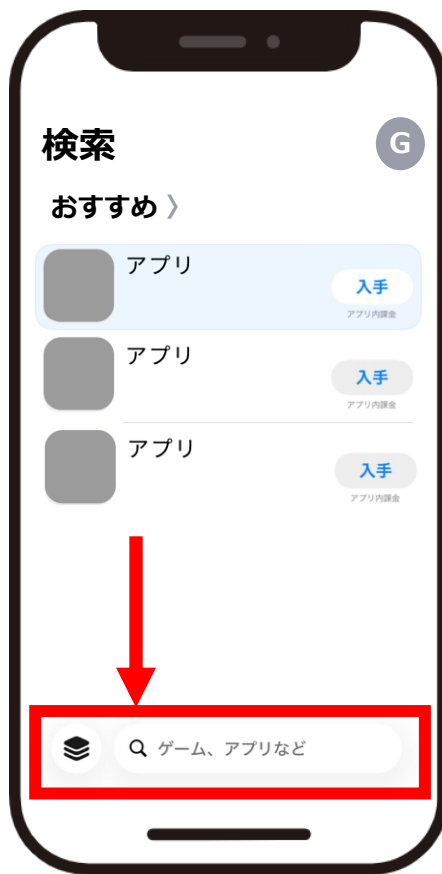 検索
G
おすすめ 〉
アプリ
入手
アプリ内課金
アプリ
入手
アプリ内課金
アプリ
入手
アプリ内課金
ゲーム、アプリなど